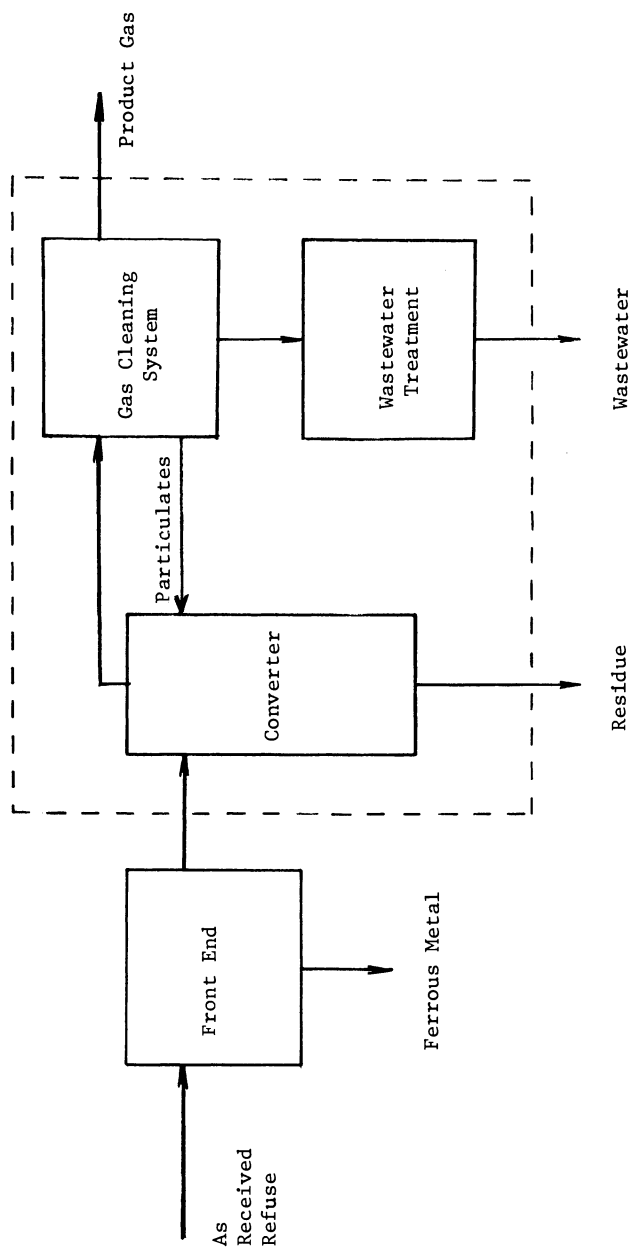 As
Received
Refuse
Front End
Ferrous Metal
Converter
Residue
Particulates
Gas Cleaning
System
Product Gas
Wastewater
Treatment
Wastewater